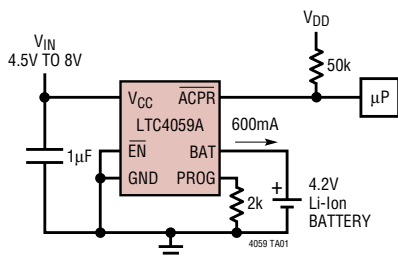 V_IN
4.5V TO 8V
V_DD
50k
μP
V_CC
ACPR
LTC4059A
600mA
1μF
EN
BAT
GND
PROG
2k
+
4.2V
Li-Ion
BATTERY
4059 TA01